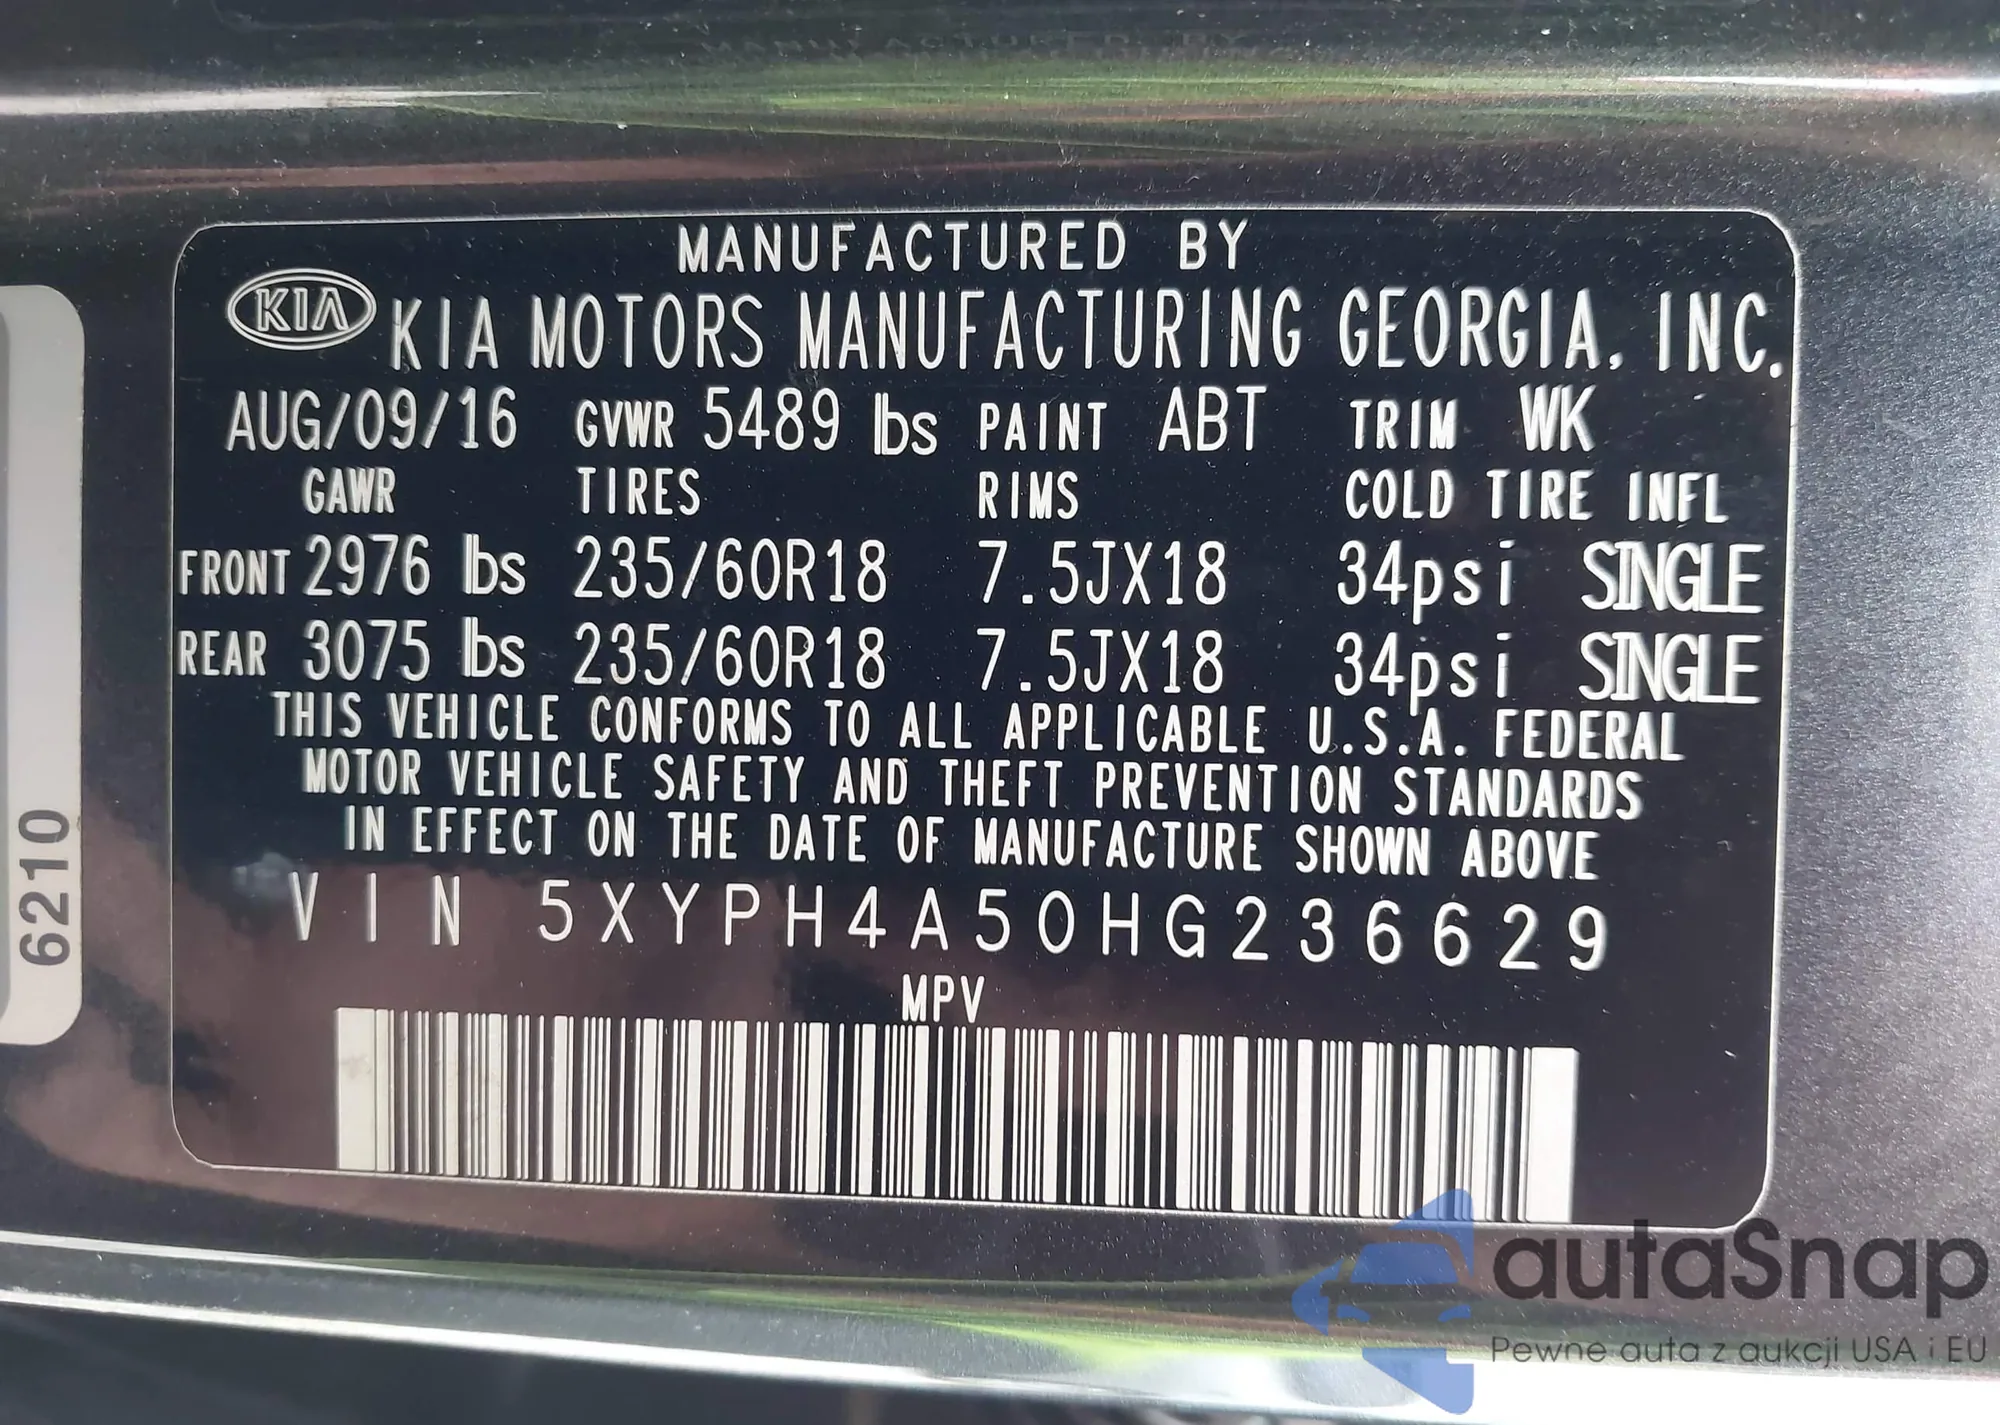 MANUFACTURED BY
KIA KIA MOTORS MANUFACTURING GEORGIA, INC.
AUG/09/16 GVWR 5489 lbs PAINT ABT TRIM WK
GAWR TIRES RIMS COLD TIRE INFL
FRONT 2976 lbs 235/60R18 7.5JX18 34psi SINGLE
REAR 3075 lbs 235/60R18 7.5JX18 34psi SINGLE
THIS VEHICLE CONFORMS TO ALL APPLICABLE U.S.A. FEDERAL
MOTOR VEHICLE SAFETY AND THEFT PREVENTION STANDARDS
IN EFFECT ON THE DATE OF MANUFACTURE SHOWN ABOVE
VIN 5XYPH4A50HG236629
MPV
6210
autaSnap
Pewne auta z aukcji USA i EU